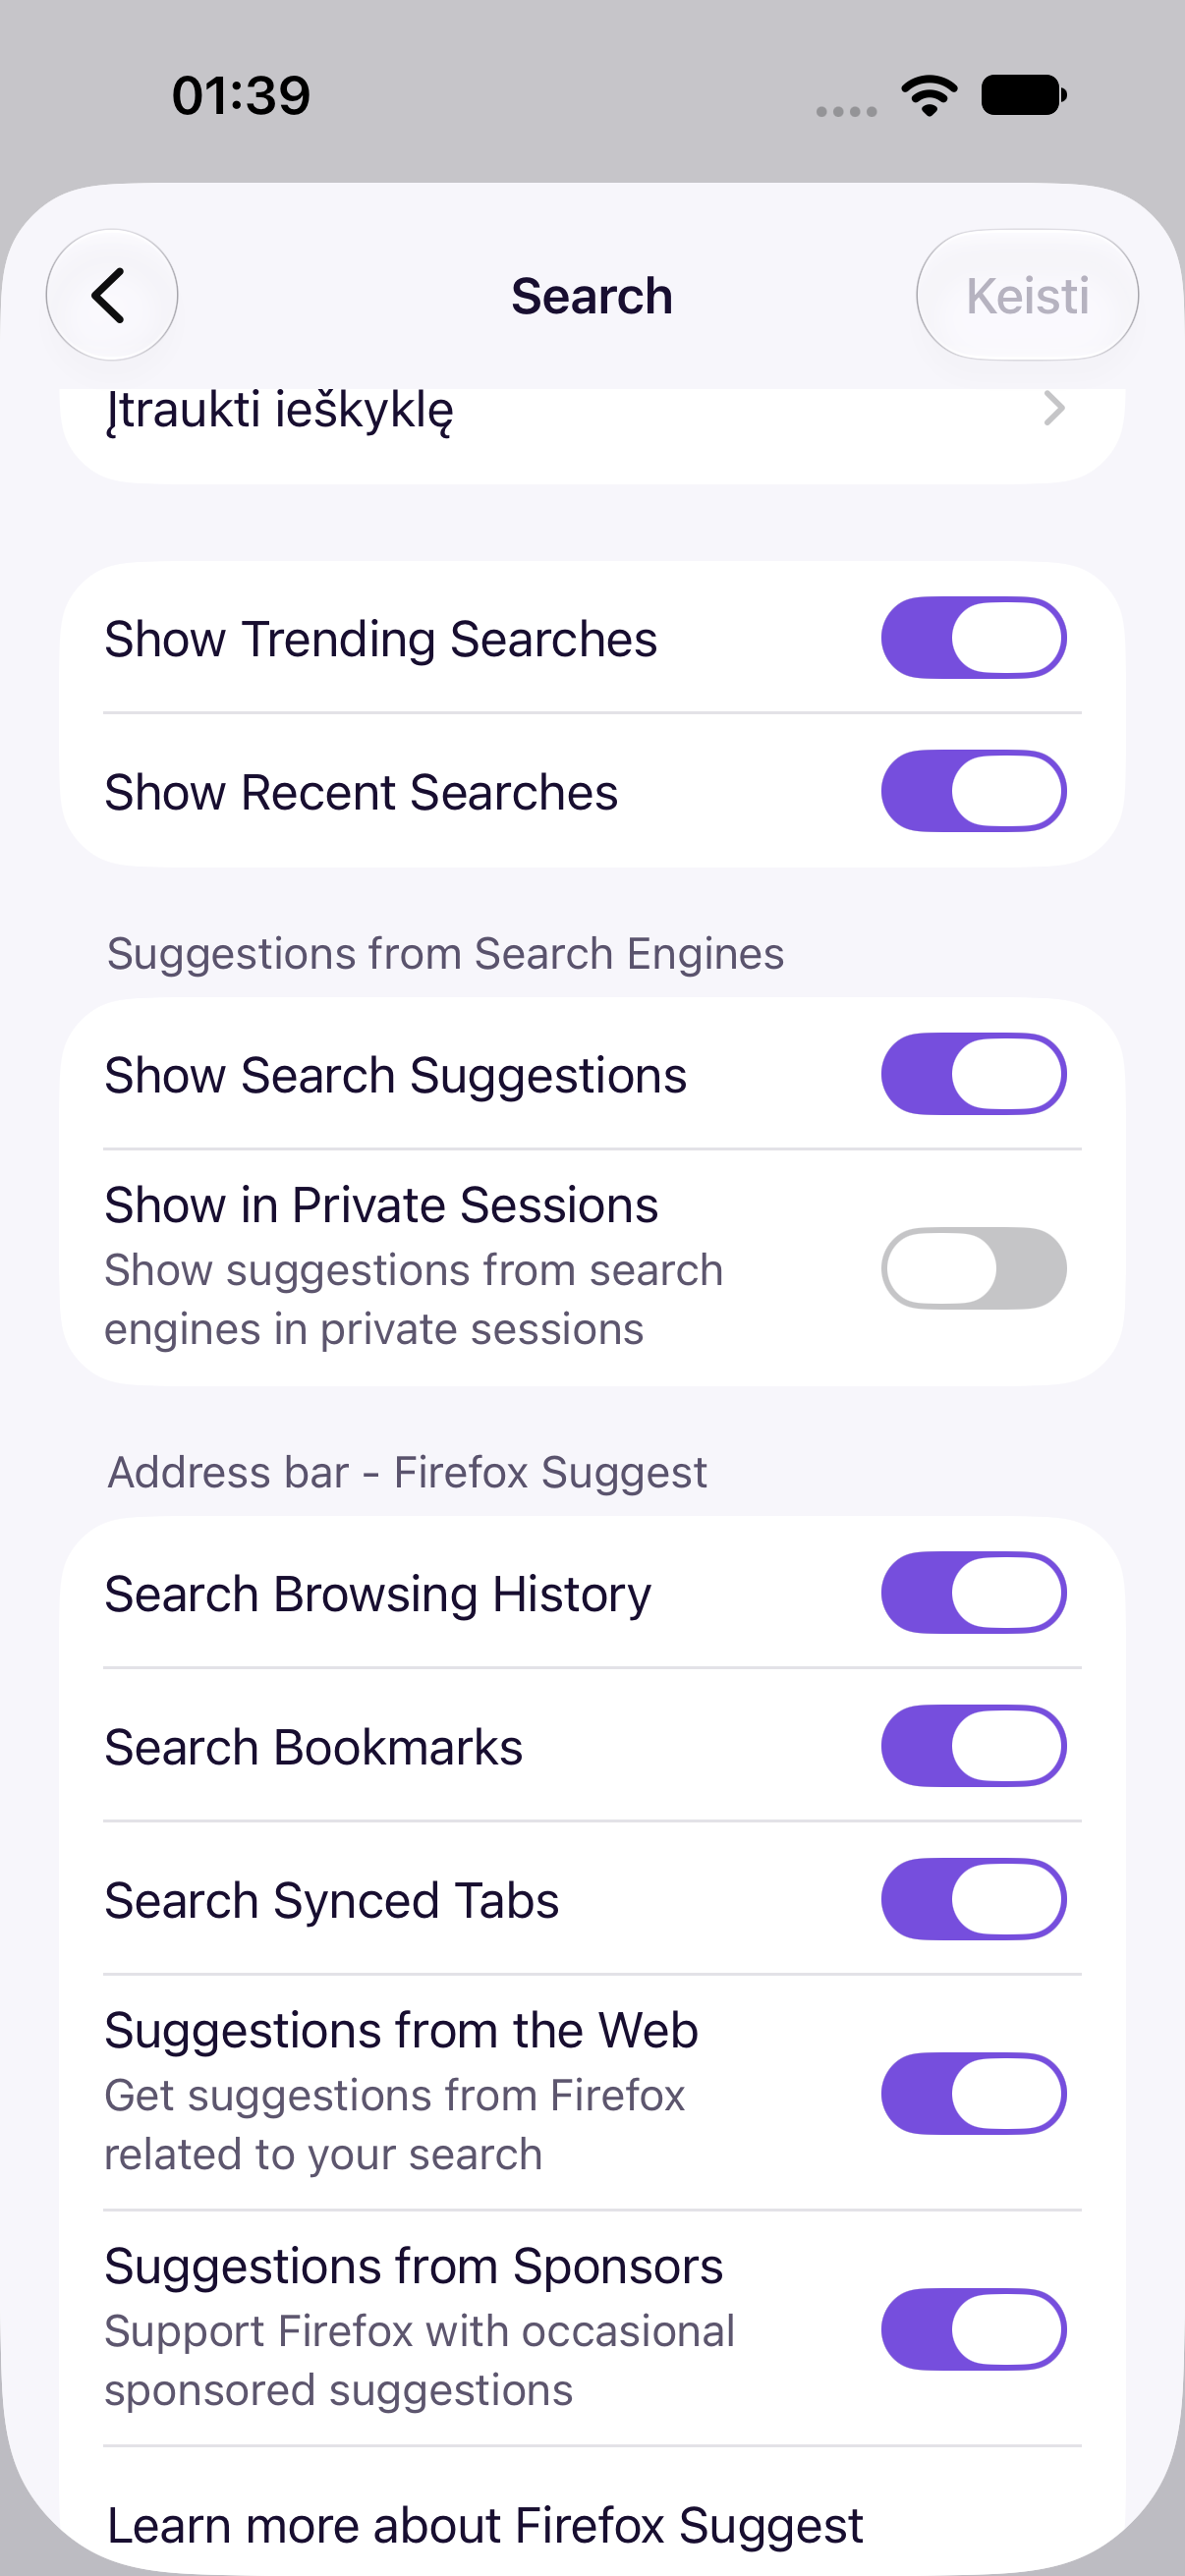 01:39
Search
Keisti
Įtraukti ieškyklę
Show Trending Searches
Show Recent Searches
Suggestions from Search Engines
Show Search Suggestions
Show in Private Sessions
Show suggestions from search
engines in private sessions
Address bar - Firefox Suggest
Search Browsing History
Search Bookmarks
Search Synced Tabs
Suggestions from the Web
Get suggestions from Firefox
related to your search
Suggestions from Sponsors
Support Firefox with occasional
sponsored suggestions
Learn more about Firefox Suggest